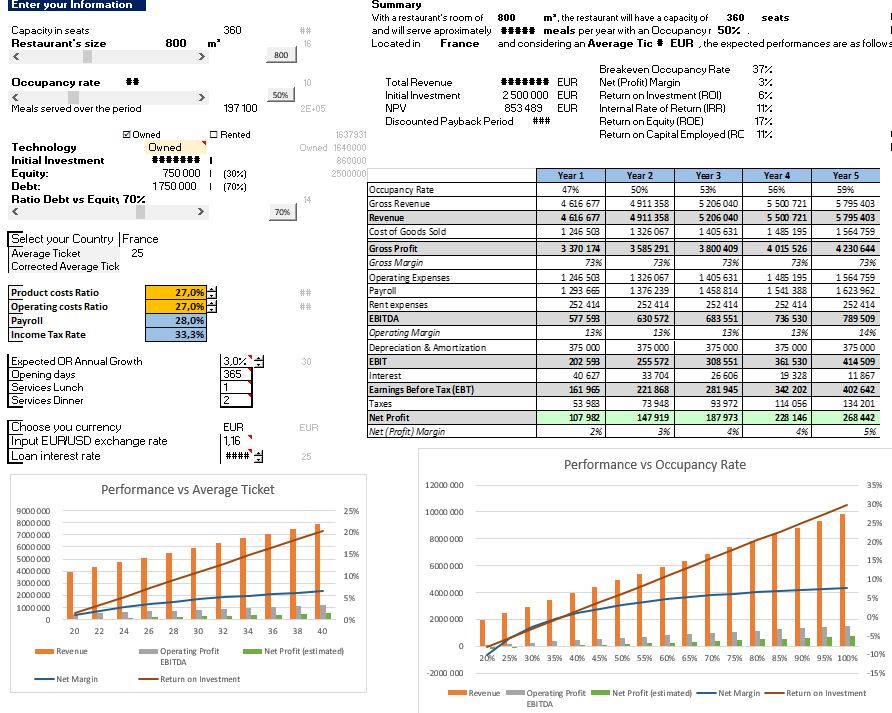 Enter your Information
Capacity in seats 360 ##
Restaurant's size 800 m² 16
800
Occupancy rate ## 10
50%
Meals served over the period 197 100 2E+05
Owned Rented 1637931
Technology Owned Owned 1640000
Initial Investment ####### 860000
Equity: 750 000 (30%) 2500000
Debt: 1 750 000 (70%)
Ratio Debt vs Equity 70% 14
70%
Select your Country France
Average Ticket 25
Corrected Average Tick
Product costs Ratio 27,0% ##
Operating costs Ratio 27,0% ##
Payroll 28,0%
Income Tax Rate 33,3%
Expected OR Annual Growth 3,0% 30
Opening days 365
Services Lunch 1
Services Dinner 2
Choose you currency EUR EUR
Input EUR/USD exchange rate 1,16
Loan interest rate #### 25
Summary
With a restaurant's room of 800 m², the restaurant will have a capacity of 360 seats
and will serve aproximately ##### meals per year with an Occupancy r 50% .
Located in France and considering an Average Tic # EUR , the expected performances are as follows
Total Revenue ####### EUR
Initial Investment 2 500 000 EUR
NPV 853 489 EUR
Discounted Payback Period ###
Breakeven Occupancy Rate 37%
Net (Profit) Margin 3%
Return on Investment (ROI) 6%
Internal Rate of Return (IRR) 11%
Return on Equity (ROE) 17%
Return on Capital Employed (RC 11%
Year 1 Year 2 Year 3 Year 4 Year 5
Occupancy Rate 47% 50% 53% 56% 59%
Gross Revenue 4 616 677 4 911 358 5 206 040 5 500 721 5 795 403
Revenue 4 616 677 4 911 358 5 206 040 5 500 721 5 795 403
Cost of Goods Sold 1 246 503 1 326 067 1 405 631 1 485 195 1 564 759
Gross Profit 3 370 174 3 585 291 3 800 409 4 015 526 4 230 644
Gross Margin 73% 73% 73% 73% 73%
Operating Expenses 1 246 503 1 326 067 1 405 631 1 485 195 1 564 759
Payroll 1 293 665 1 376 239 1 458 814 1 541 388 1 623 962
Rent expenses 252 414 252 414 252 414 252 414 252 414
EBITDA 577 593 630 572 683 551 736 530 789 509
Operating Margin 13% 13% 13% 13% 14%
Depreciation & Amortization 375 000 375 000 375 000 375 000 375 000
EBIT 202 593 255 572 308 551 361 530 414 509
Interest 40 627 33 704 26 606 19 328 11 867
Earnings Before Tax (EBT) 161 965 221 868 281 945 342 202 402 642
Taxes 53 983 73 948 93 972 114 056 134 201
Net Profit 107 982 147 919 187 973 228 146 268 442
Net (Profit) Margin 2% 3% 4% 4% 5%
Performance vs Average Ticket
9000 000 25%
8000 000
7000 000 20%
6000 000
5000 000 15%
4000 000 10%
3000 000
2000 000 5%
1000 000
0 0%
20 22 24 26 28 30 32 34 36 38 40
Revenue Operating Profit EBITDA Net Profit (estimated)
Net Margin Return on Investment
Performance vs Occupancy Rate
12000 000 35%
30%
10000 000 25%
8000 000 20%
15%
6000 000
10%
4000 000 5%
2000 000 0%
-5%
0
20% 25% 30% 35% 40% 45% 50% 55% 60% 65% 70% 75% 80% 85% 90% 95% 100%
-10%
-2000 000 -15%
Revenue Operating Profit EBITDA Net Profit (estimated) Net Margin Return on Investment